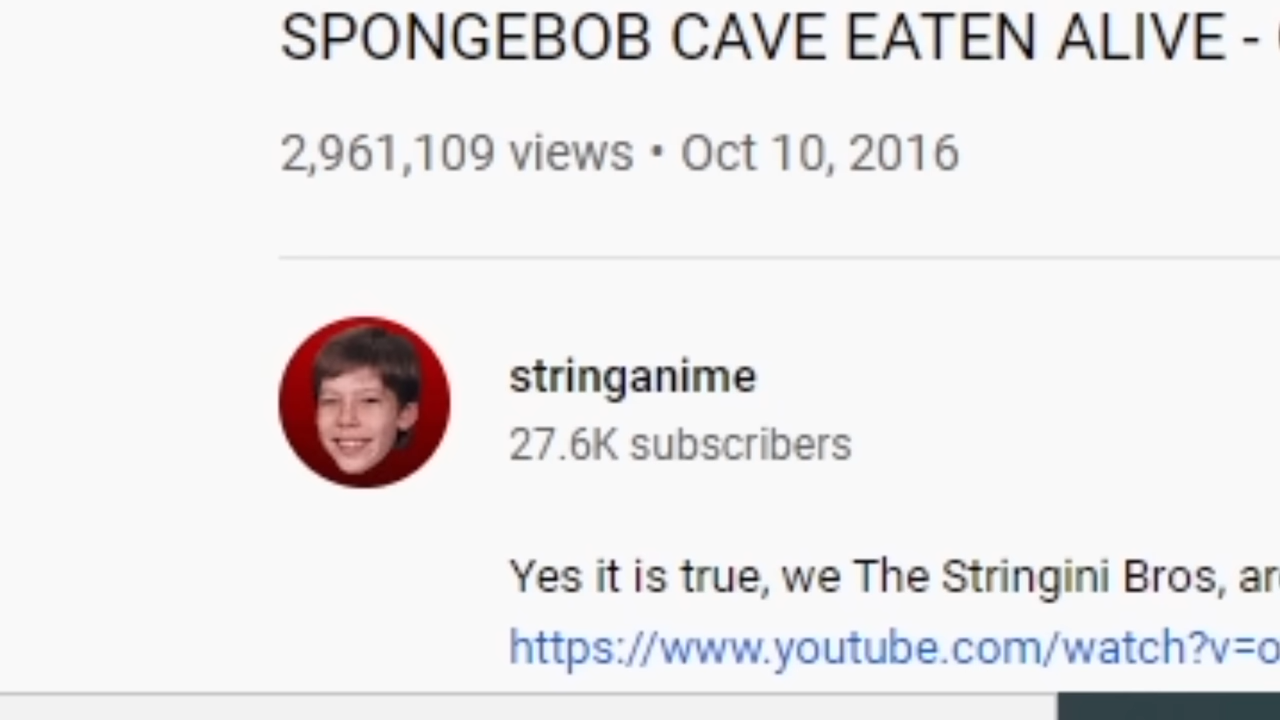 SPONGEBOB CAVE EATEN ALIVE -
2,961,109 views • Oct 10, 2016
stringanime
27.6K subscribers
Yes it is true, we The Stringini Bros,
https://www.youtube.com/watch?v=o